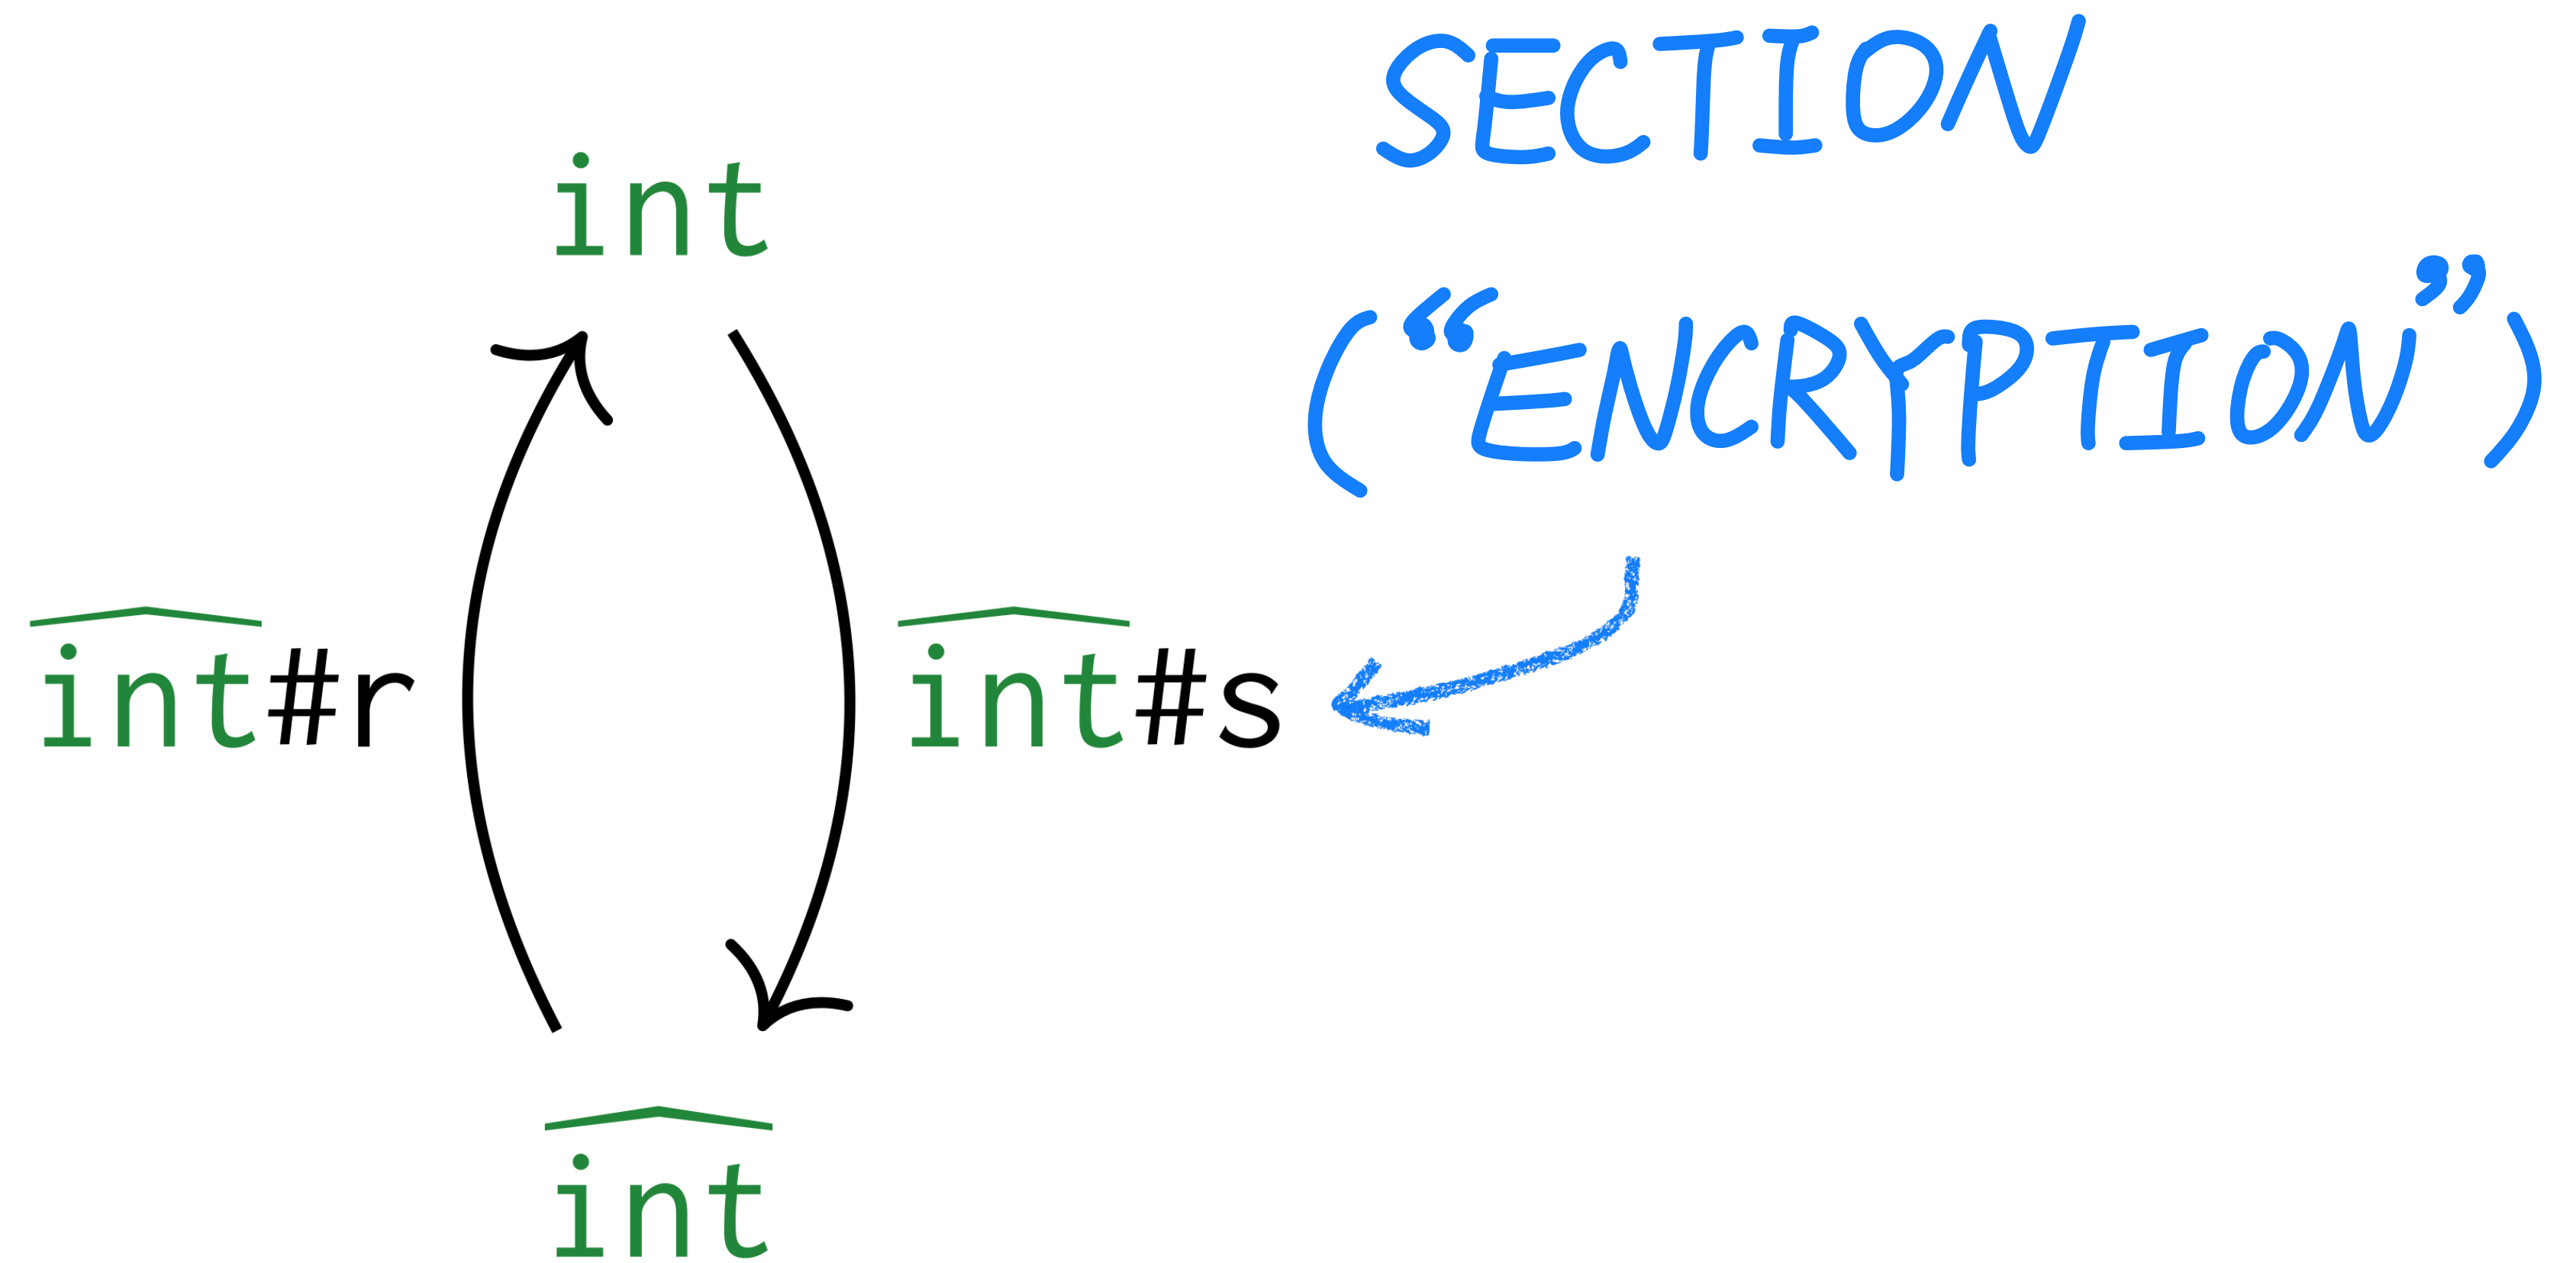 SECTION
int
(“ENCRYPTION”)
int#r
int#s
int